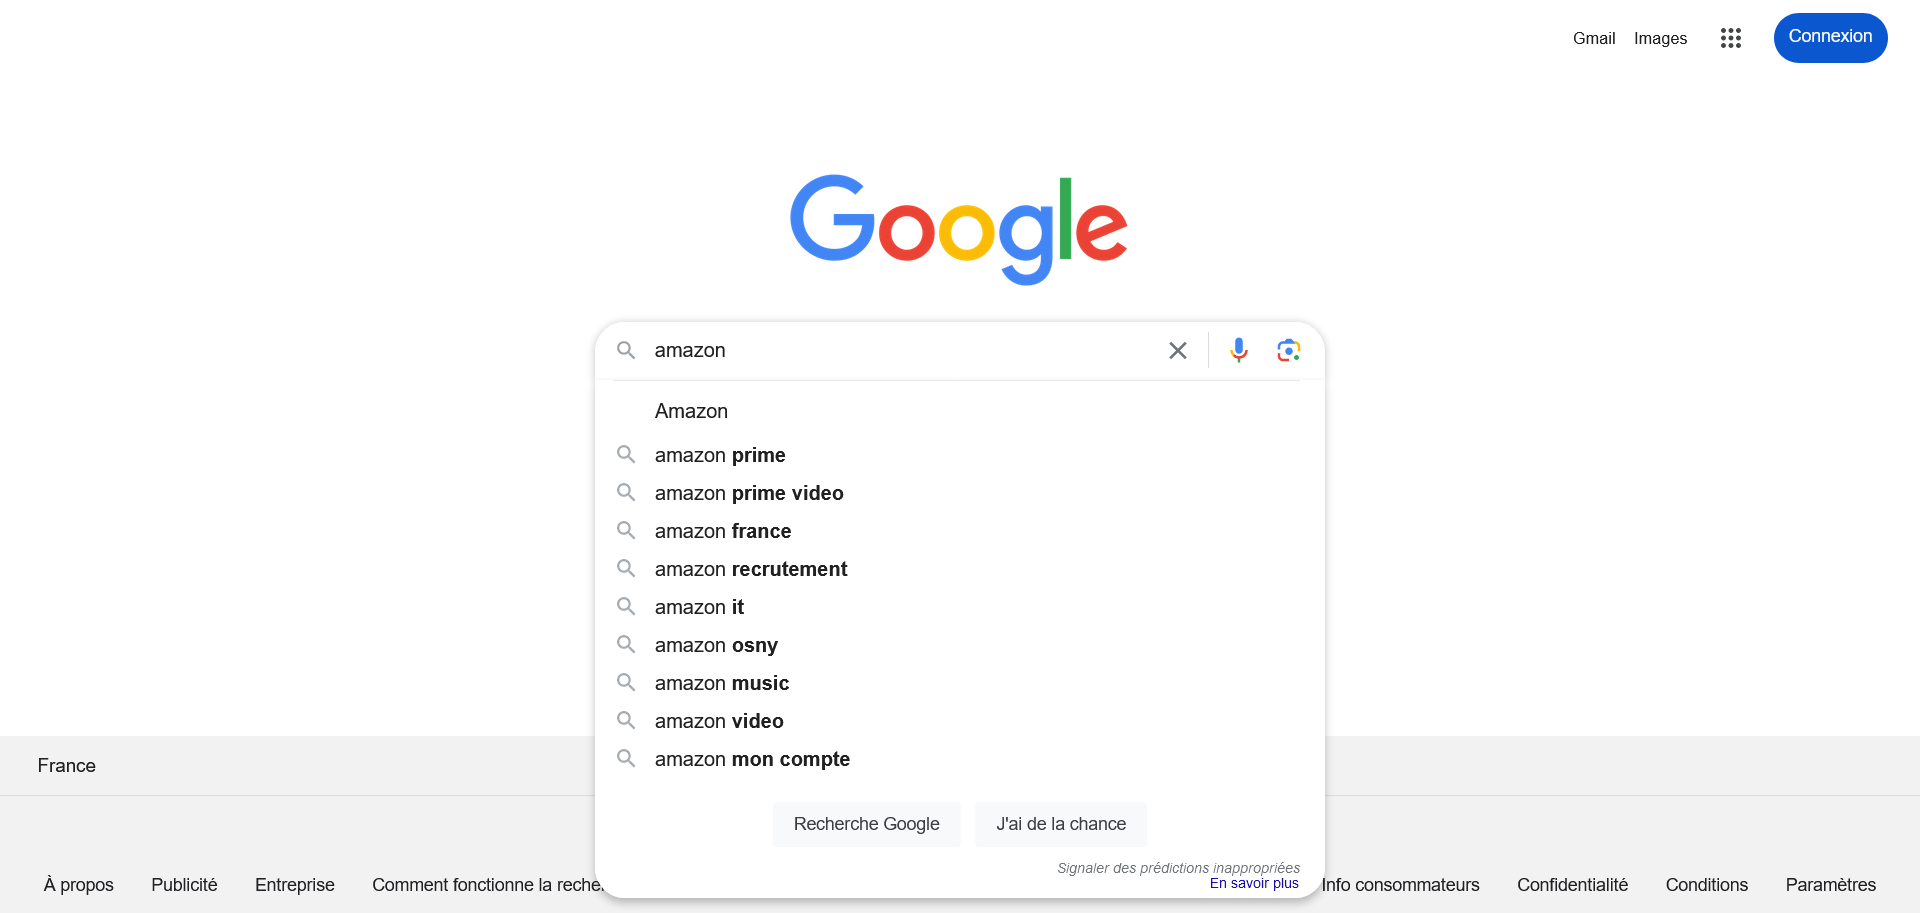 Gmail Images Connexion
Google
amazon
Amazon
amazon prime
amazon prime video
amazon france
amazon recrutement
amazon it
amazon osny
amazon music
amazon video
amazon mon compte
France
Recherche Google J'ai de la chance
Signaler des prédictions inappropriées
En savoir plus
À propos Publicité Entreprise Comment fonctionne la Info consommateurs Confidentialité Conditions Paramètres